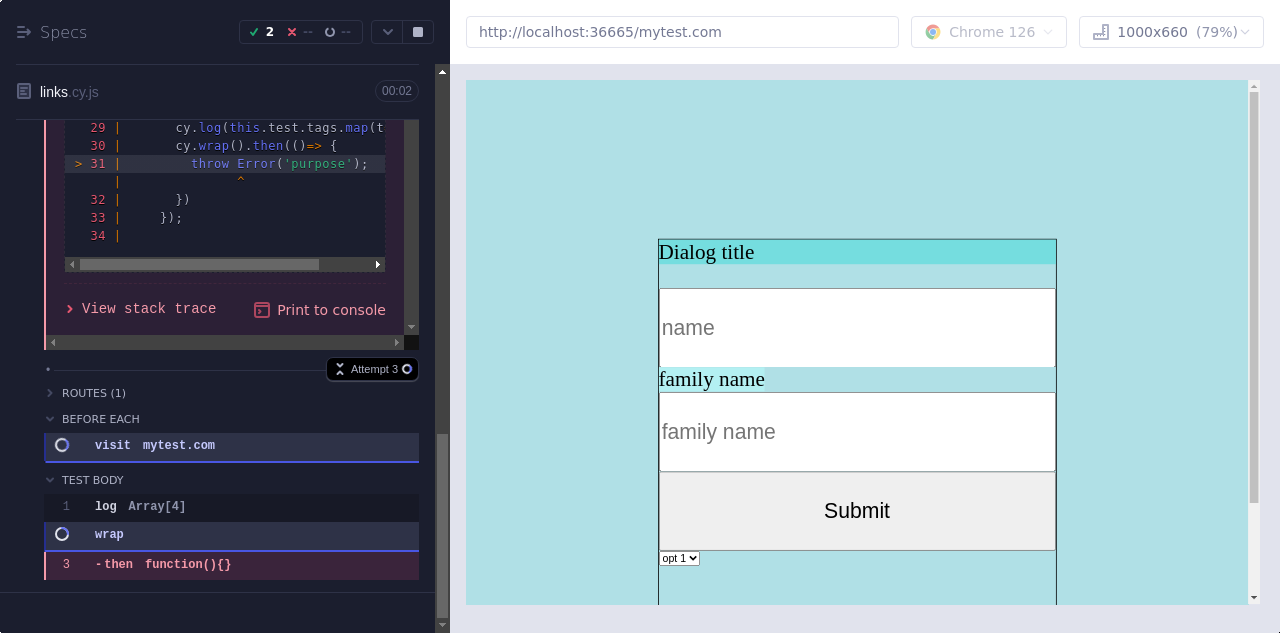 Specs
2 -- --
links.cy.js
00:02
29 | cy.log(this.test.tags.map(t
30 | cy.wrap().then(()=> {
> 31 | throw Error('purpose');
| ^
32 | })
33 | });
34 |
View stack trace
Print to console
Attempt 3
ROUTES (1)
BEFORE EACH
visit mytest.com
TEST BODY
1 log Array[4]
wrap
3 -then function(){}
http://localhost:36665/mytest.com
Chrome 126
1000x660 (79%)
Dialog title
name
family name
family name
Submit
opt 1